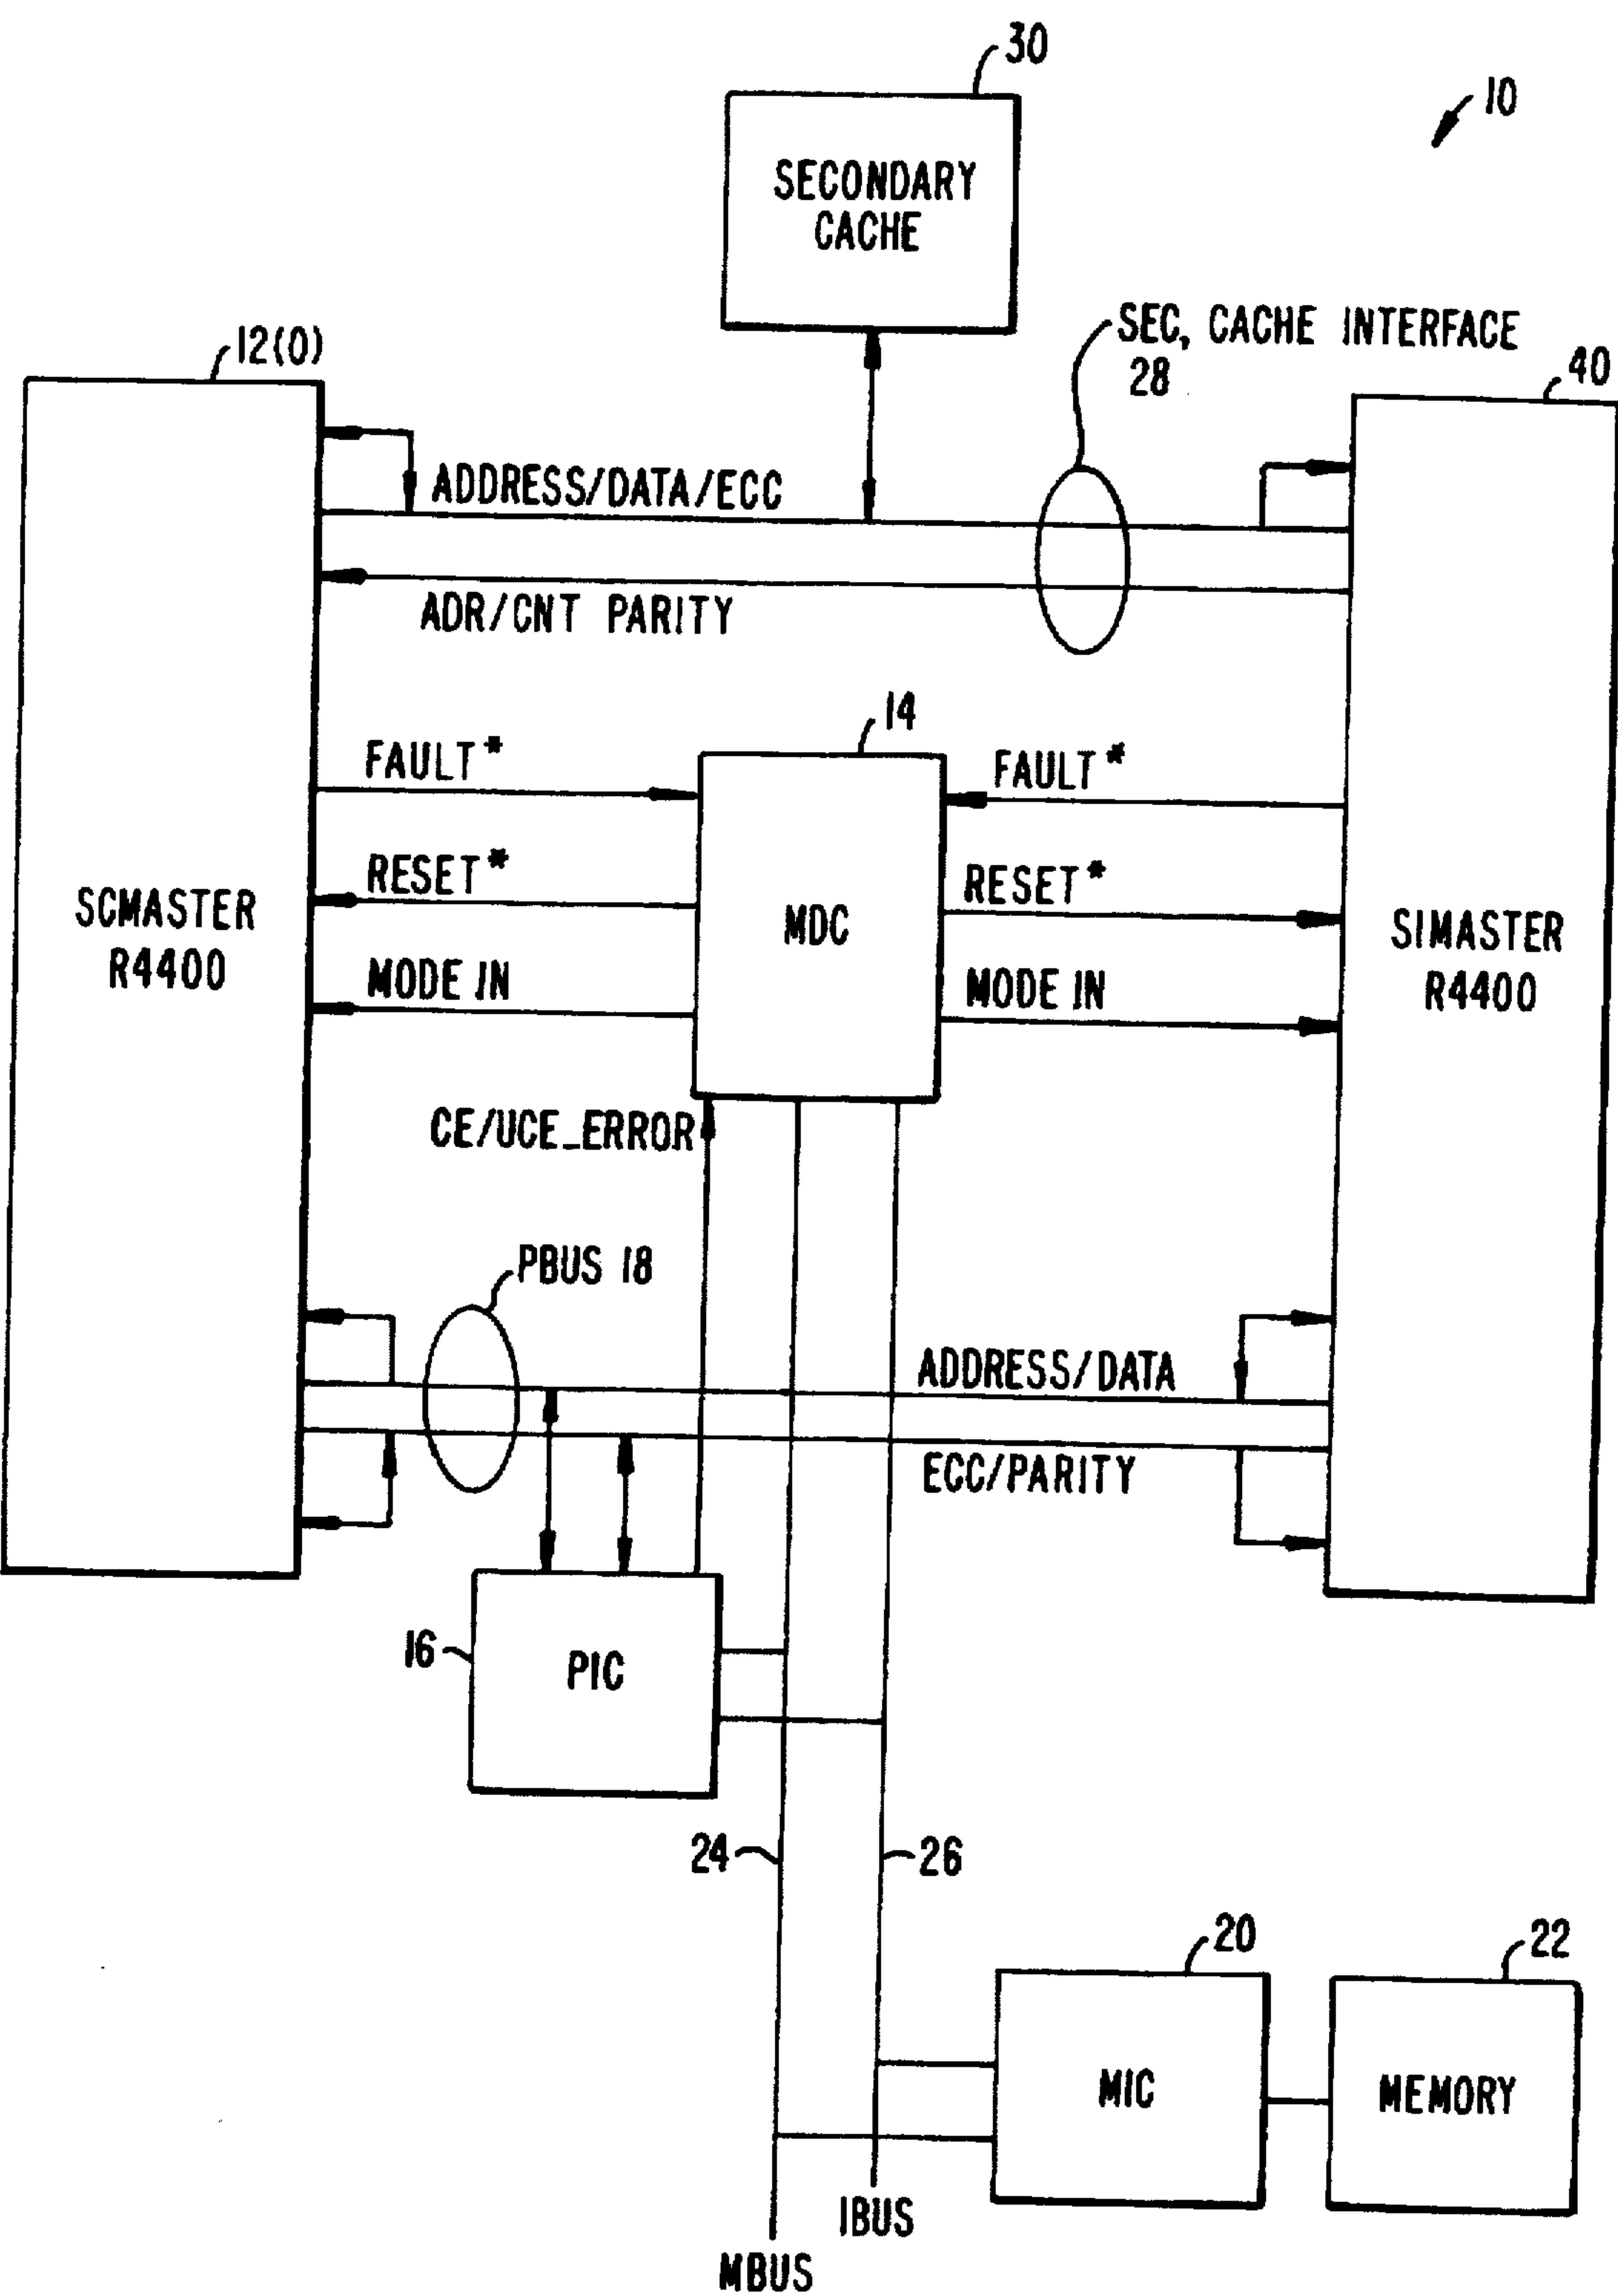 30
10
SECONDARY
CACHE
SEC, CACHE INTERFACE
28
12(0)
40
ADDRESS/DATA/ECC
ADR/CNT PARITY
14
FAULT*
FAULT*
RESET*
RESET*
SCMASTER
R4400
MDC
SIMASTER
R4400
MODE IN
MODE IN
CE/UCE_ERROR
PBUS 18
ADDRESS/DATA
ECC/PARITY
16
PIC
24
26
20
22
MIC
MEMORY
IBUS
MBUS